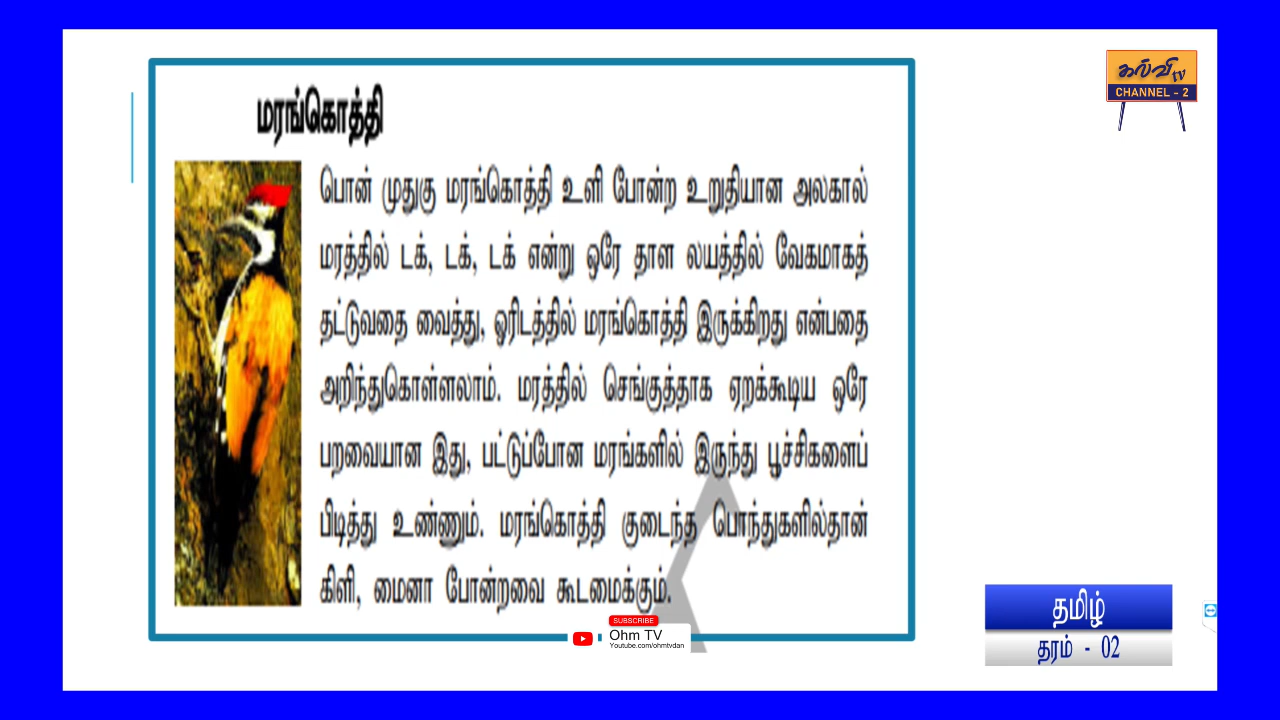 மரங்கொத்தி
பொன் முதுகு மரங்கொத்தி உளி போன்ற உறுதியான அலகால்
மரத்தில் டக், டக், டக் என்று ஒரே தாள லயத்தில் வேகமாகத்
தட்டுவதை வைத்து, ஓரிடத்தில் மரங்கொத்தி இருக்கிறது என்பதை
அறிந்துகொள்ளலாம். மரத்தில் செங்குத்தாக ஏறக்கூடிய ஒரே
பறவையான இது, பட்டுப்போன மரங்களில் இருந்து பூச்சிகளைப்
பிடித்து உண்ணும். மரங்கொத்தி குடைந்த பொந்துகளில்தான்
கிளி, மைனா போன்றவை கூடமைக்கும்.
கல்வி tv
CHANNEL - 2
SUBSCRIBE
Ohm TV
Youtube.com/ohmtvdan
தமிழ்
தரம் - 02